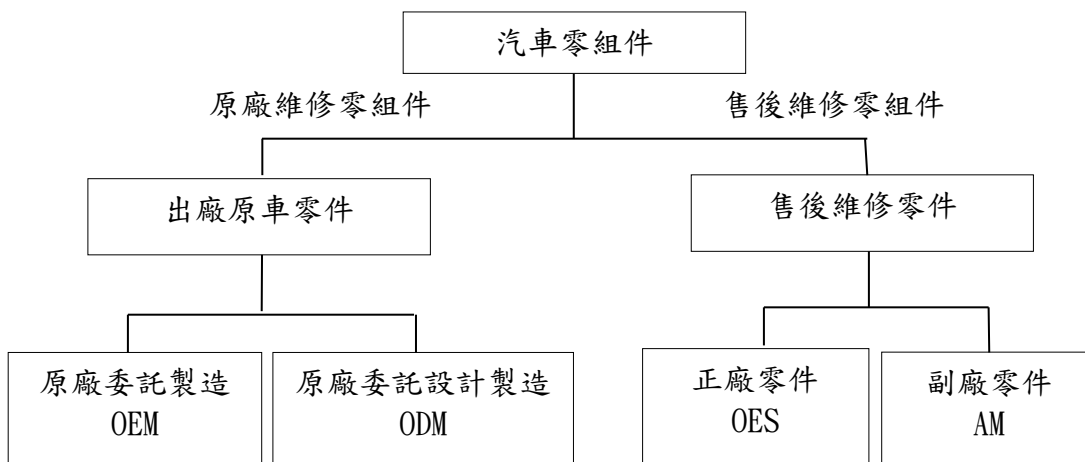 汽車零組件
原廠維修零組件
售後維修零組件
出廠原車零件
售後維修零件
原廠委託製造
OEM
原廠委託設計製造
ODM
正廠零件
OES
副廠零件
AM